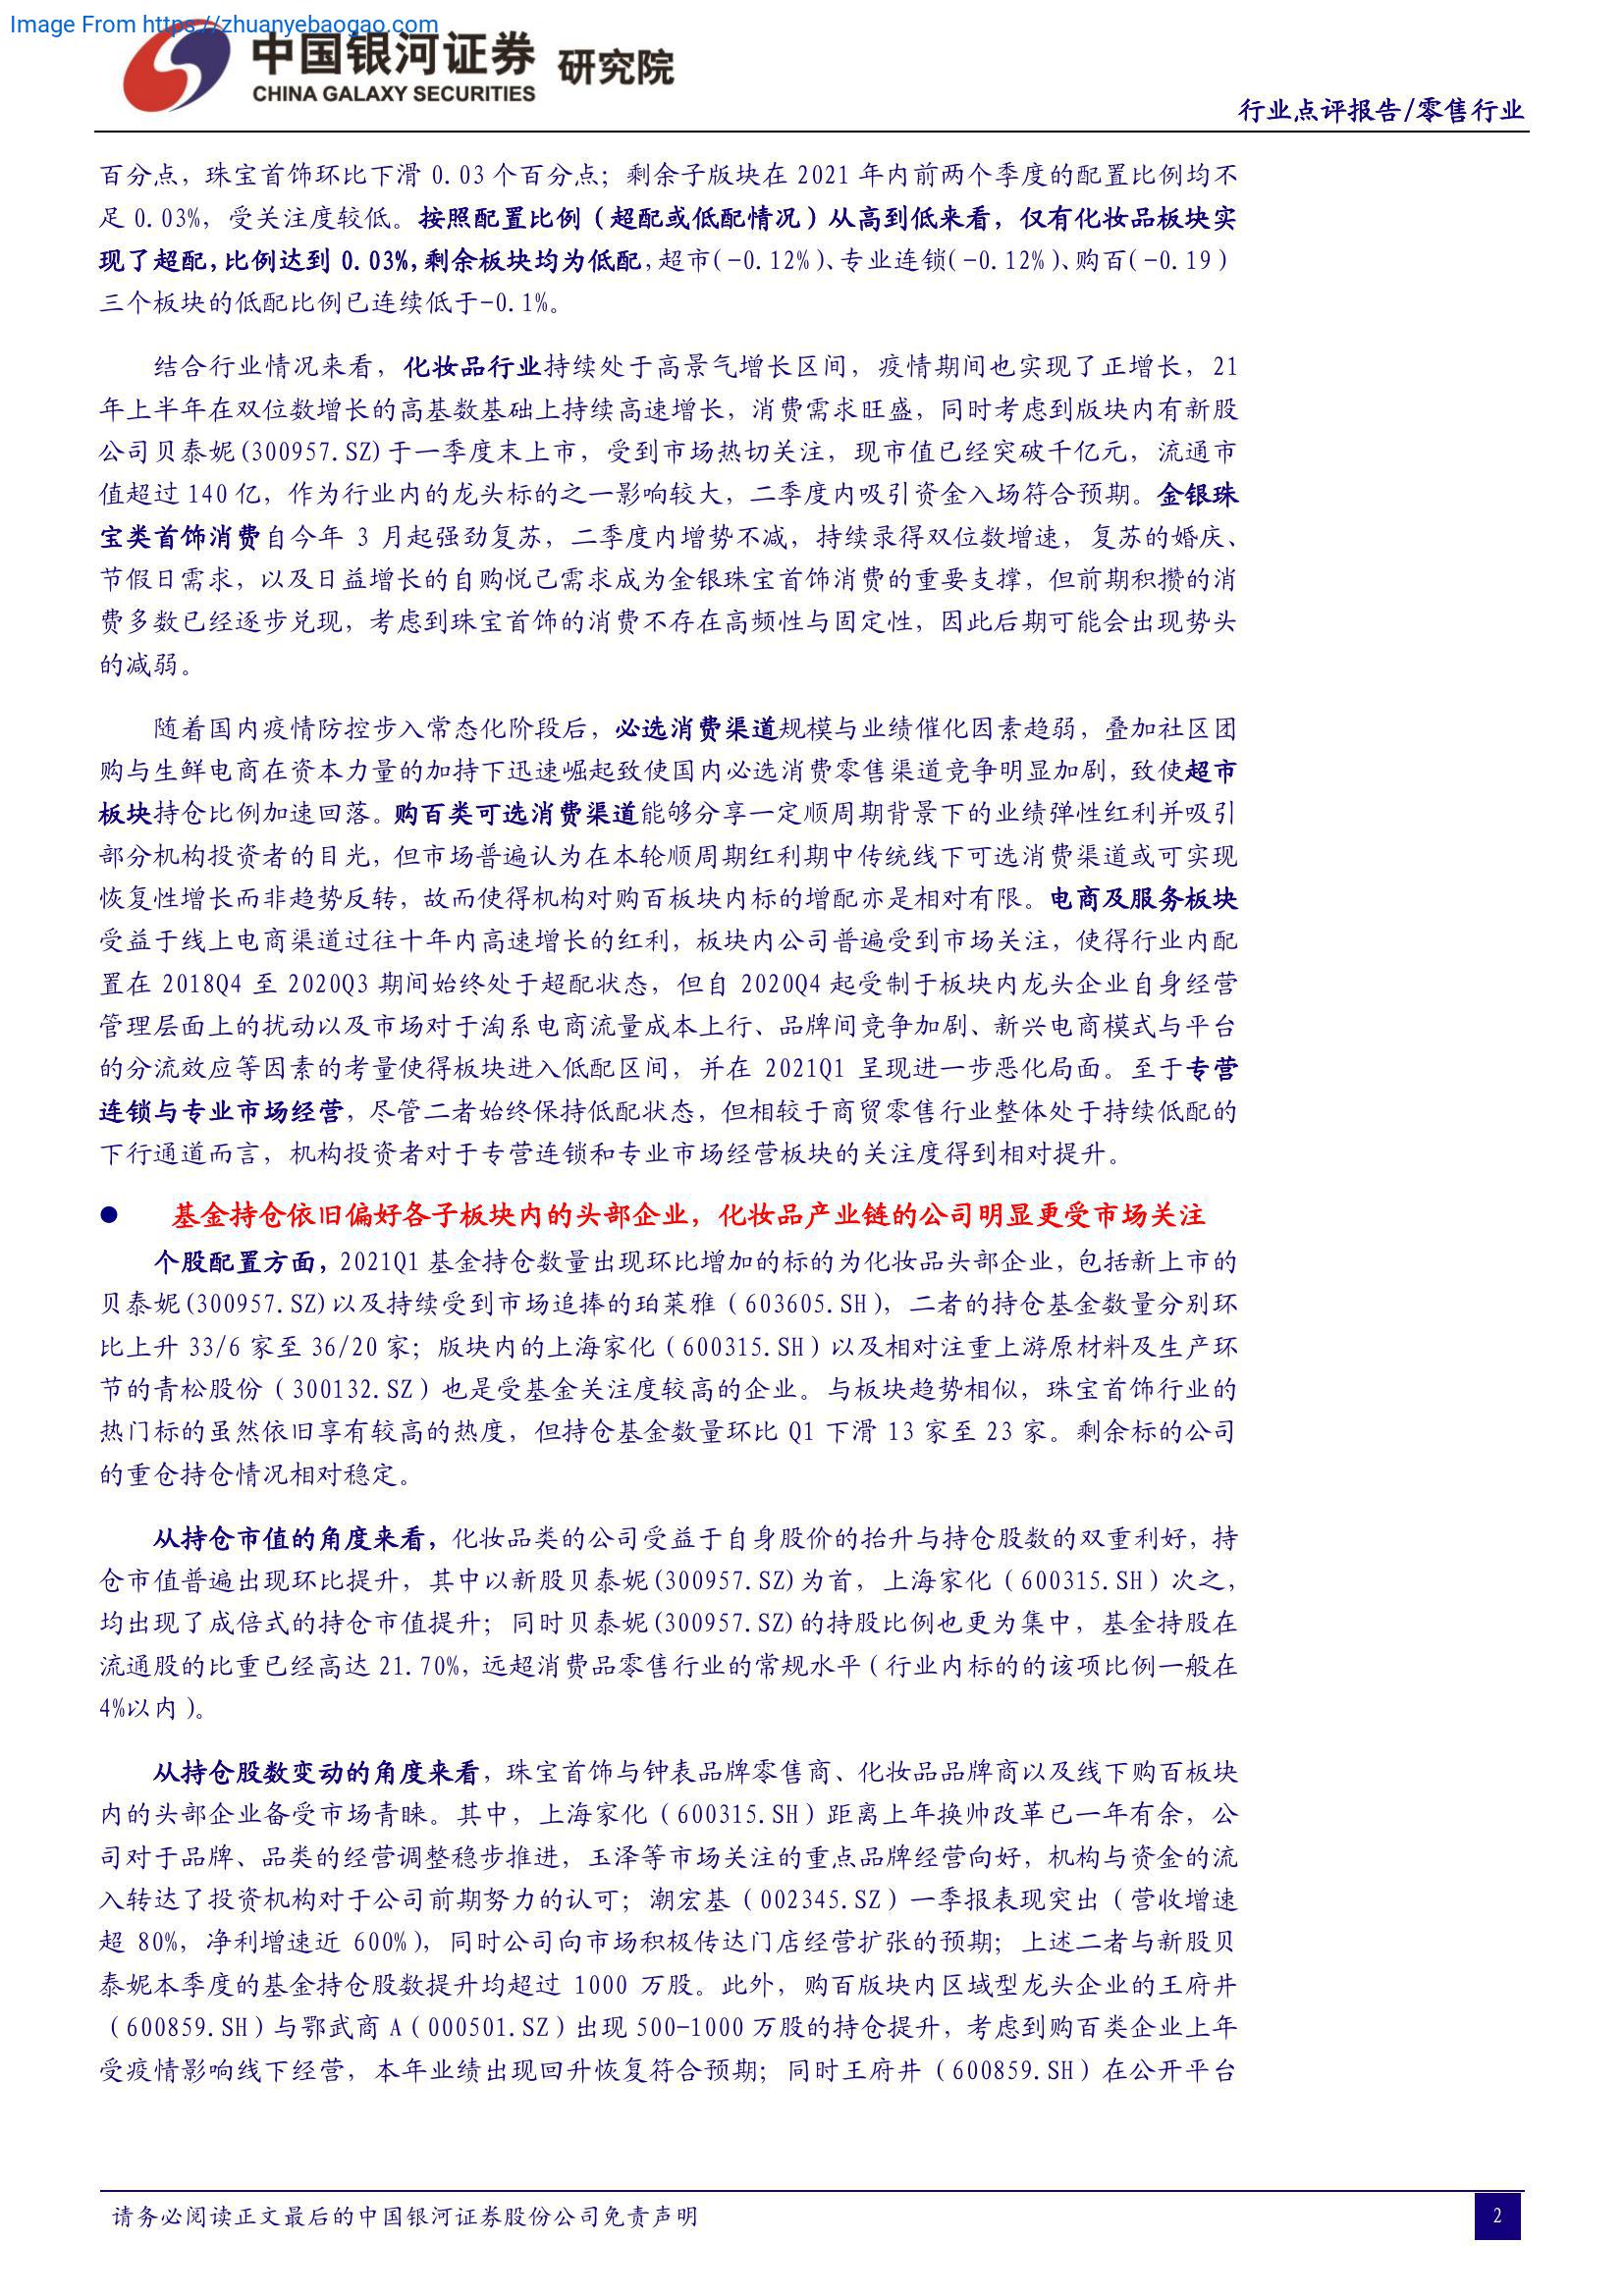 Image From https://zhuanyebaogao.com
中国银河证券 研究院
CHINA GALAXY SECURITIES
行业点评报告/零售行业
百分点，珠宝首饰环比下滑 0.03 个百分点；剩余子版块在 2021 年内前两个季度的配置比例均不
足 0.03%，受关注度较低。按照配置比例（超配或低配情况）从高到低来看，仅有化妆品板块实
现了超配，比例达到 0.03%，剩余板块均为低配，超市(-0.12%)、专业连锁(-0.12%)、购百(-0.19)
三个板块的低配比例已连续低于-0.1%。
结合行业情况来看，化妆品行业持续处于高景气增长区间，疫情期间也实现了正增长，21
年上半年在双位数增长的高基数基础上持续高速增长，消费需求旺盛，同时考虑到版块内有新股
公司贝泰妮(300957.SZ)于一季度末上市，受到市场热切关注，现市值已经突破千亿元，流通市
值超过 140 亿，作为行业内的龙头标的之一影响较大，二季度内吸引资金入场符合预期。金银珠
宝类首饰消费自今年 3 月起强劲复苏，二季度内增势不减，持续录得双位数增速，复苏的婚庆、
节假日需求，以及日益增长的自购悦己需求成为金银珠宝首饰消费的重要支撑，但前期积攒的消
费多数已经逐步兑现，考虑到珠宝首饰的消费不存在高频性与固定性，因此后期可能会出现势头
的减弱。
随着国内疫情防控步入常态化阶段后，必选消费渠道规模与业绩催化因素趋弱，叠加社区团
购与生鲜电商在资本力量的加持下迅速崛起致使国内必选消费零售渠道竞争明显加剧，致使超市
板块持仓比例加速回落。购百类可选消费渠道能够分享一定顺周期背景下的业绩弹性红利并吸引
部分机构投资者的目光，但市场普遍认为在本轮顺周期红利期中传统线下可选消费渠道或可实现
恢复性增长而非趋势反转，故而使得机构对购百板块内标的增配亦是相对有限。电商及服务板块
受益于线上电商渠道过往十年内高速增长的红利，板块内公司普遍受到市场关注，使得行业内配
置在 2018Q4 至 2020Q3 期间始终处于超配状态，但自 2020Q4 起受制于板块内龙头企业自身经营
管理层面上的扰动以及市场对于淘系电商流量成本上行、品牌间竞争加剧、新兴电商模式与平台
的分流效应等因素的考量使得板块进入低配区间，并在 2021Q1 呈现进一步恶化局面。至于专营
连锁与专业市场经营，尽管二者始终保持低配状态，但相较于商贸零售行业整体处于持续低配的
下行通道而言，机构投资者对于专营连锁和专业市场经营板块的关注度得到相对提升。
● 基金持仓依旧偏好各子板块内的头部企业，化妆品产业链的公司明显更受市场关注
个股配置方面，2021Q1 基金持仓数量出现环比增加的标的为化妆品头部企业，包括新上市的
贝泰妮(300957.SZ)以及持续受到市场追捧的珀莱雅（603605.SH），二者的持仓基金数量分别环
比上升 33/6 家至 36/20 家；版块内的上海家化（600315.SH）以及相对注重上游原材料及生产环
节的青松股份（300132.SZ）也是受基金关注度较高的企业。与板块趋势相似，珠宝首饰行业的
热门标的虽然依旧享有较高的热度，但持仓基金数量环比 Q1 下滑 13 家至 23 家。剩余标的公司
的重仓持仓情况相对稳定。
从持仓市值的角度来看，化妆品类的公司受益于自身股价的抬升与持仓股数的双重利好，持
仓市值普遍出现环比提升，其中以新股贝泰妮(300957.SZ)为首，上海家化（600315.SH）次之，
均出现了成倍式的持仓市值提升；同时贝泰妮(300957.SZ)的持股比例也更为集中，基金持股在
流通股的比重已经高达 21.70%，远超消费品零售行业的常规水平（行业内标的的该项比例一般在
4%以内）。
从持仓股数变动的角度来看，珠宝首饰与钟表品牌零售商、化妆品品牌商以及线下购百板块
内的头部企业备受市场青睐。其中，上海家化（600315.SH）距离上年换帅改革已一年有余，公
司对于品牌、品类的经营调整稳步推进，玉泽等市场关注的重点品牌经营向好，机构与资金的流
入转达了投资机构对于公司前期努力的认可；潮宏基（002345.SZ）一季报表现突出（营收增速
超 80%，净利增速近 600%），同时公司向市场积极传达门店经营扩张的预期；上述二者与新股贝
泰妮本季度的基金持仓股数提升均超过 1000 万股。此外，购百版块内区域型龙头企业的王府井
（600859.SH）与鄂武商 A（000501.SZ）出现 500-1000 万股的持仓提升，考虑到购百类企业上年
受疫情影响线下经营，本年业绩出现回升恢复符合预期；同时王府井（600859.SH）在公开平台
请务必阅读正文最后的中国银河证券股份公司免责声明
2